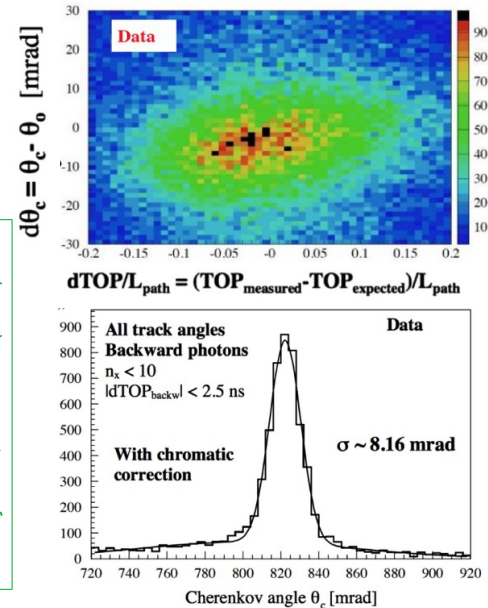 Data
30
20
10
0
-10
-20
-30
-0.2 -0.15 -0.1 -0.05 -0 0.05 0.1 0.15 0.2
90
80
70
60
50
40
30
20
10
dθc = θc - θo [mrad]
dTOP/Lpath = (TOPmeasured-TOPexpected)/Lpath
900
800
700
600
500
400
300
200
100
0
All track angles
Backward photons
nx < 10
|dTOPbackw| < 2.5 ns
With chromatic
correction
Data
σ ~ 8.16 mrad
720 740 760 780 800 820 840 860 880 900 920
Cherenkov angle θc [mrad]